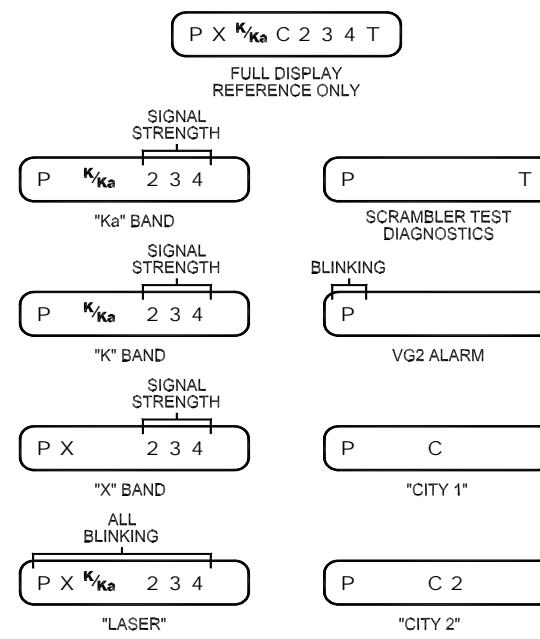 P X K/Ka C 2 3 4 T
FULL DISPLAY
REFERENCE ONLY
SIGNAL
STRENGTH
P K/Ka 2 3 4
"Ka" BAND
P T
SCRAMBLER TEST
DIAGNOSTICS
SIGNAL
STRENGTH
P K/Ka 2 3 4
"K" BAND
BLINKING
P
VG2 ALARM
SIGNAL
STRENGTH
P X 2 3 4
"X" BAND
P C
"CITY 1"
ALL
BLINKING
P X K/Ka 2 3 4
"LASER"
P C 2
"CITY 2"